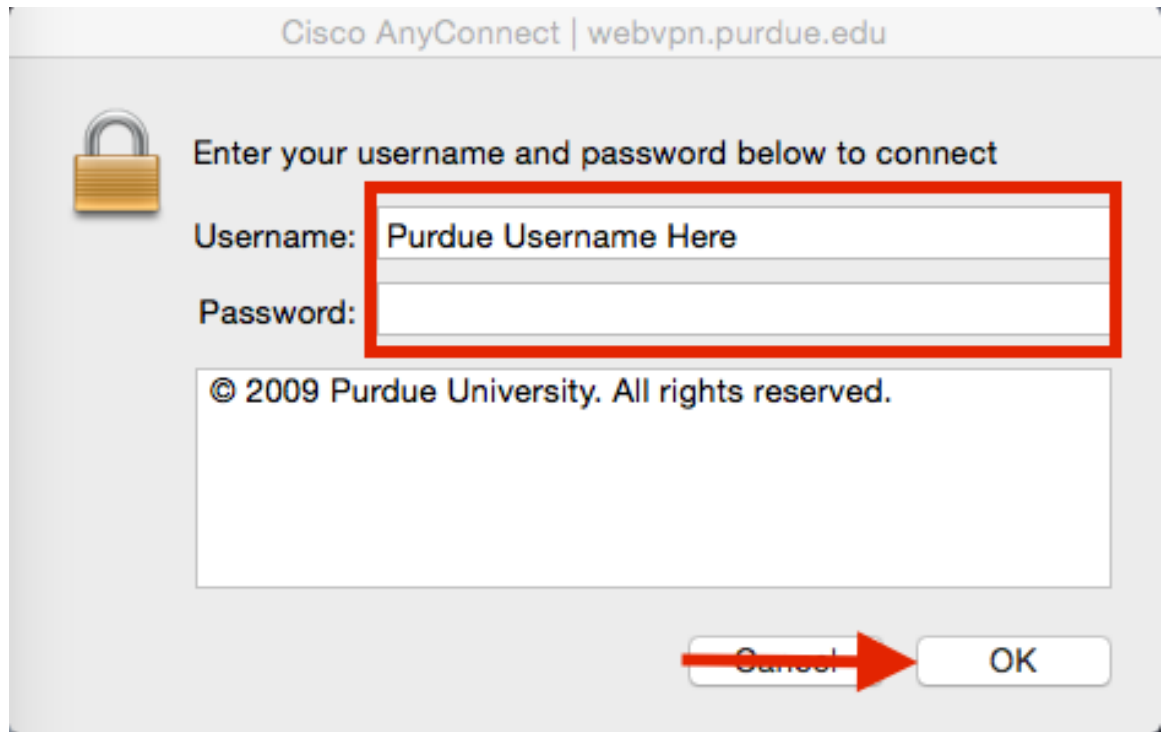 Cisco AnyConnect | webvpn.purdue.edu
Enter your username and password below to connect
Username: Purdue Username Here
Password:
© 2009 Purdue University. All rights reserved.
Cancel OK